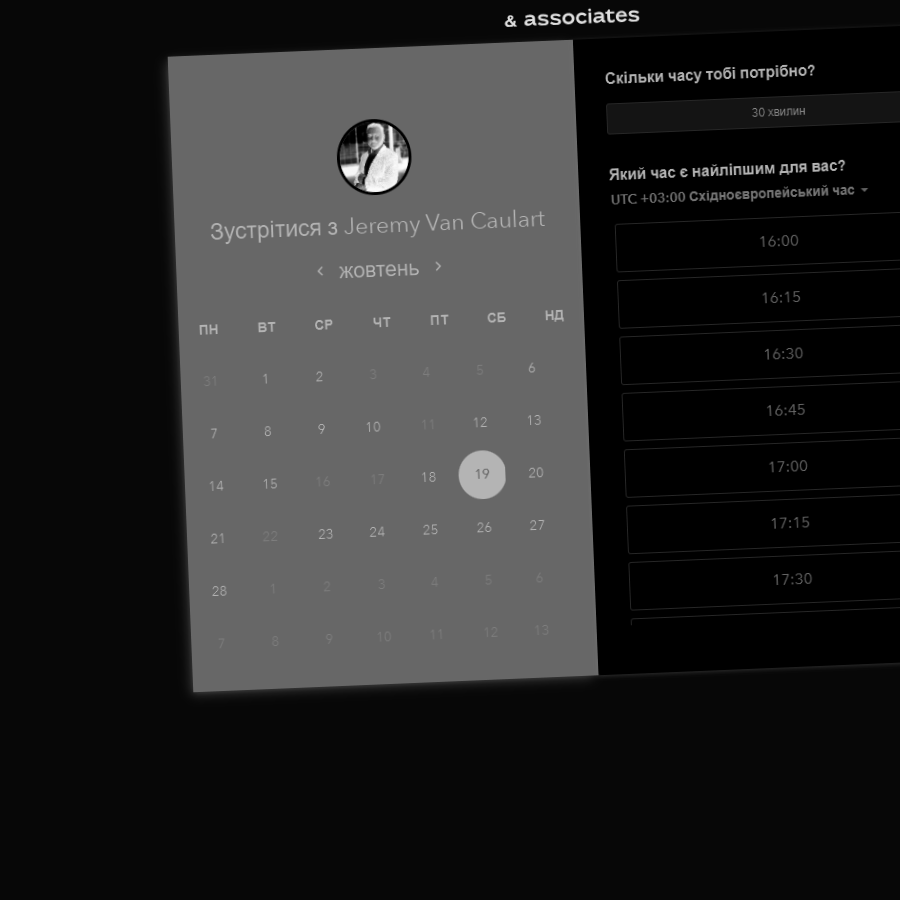 & associates
Зустрітися з Jeremy Van Caulart
‹ жовтень ›
ПН ВТ СР ЧТ ПТ СБ НД
31 1 2 3 4 5 6
7 8 9 10 11 12 13
14 15 16 17 18 19 20
21 22 23 24 25 26 27
28 1 2 3 4 5 6
7 8 9 10 11 12 13
Скільки часу тобі потрібно?
30 хвилин
Який час є найліпшим для вас?
UTC +03:00 Східноєвропейський час
16:00
16:15
16:30
16:45
17:00
17:15
17:30